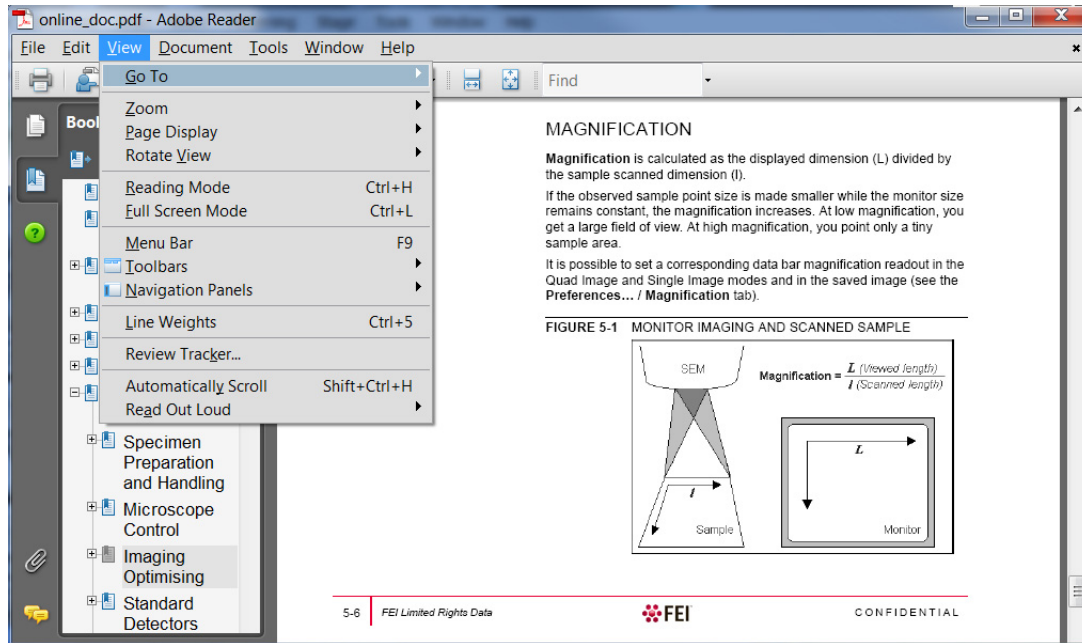 online_doc.pdf - Adobe Reader
File Edit View Document Tools Window Help
Find
Go To
Zoom
Page Display
Rotate View
Reading Mode Ctrl+H
Full Screen Mode Ctrl+L
Menu Bar F9
Toolbars
Navigation Panels
Line Weights Ctrl+5
Review Tracker...
Automatically Scroll Shift+Ctrl+H
Read Out Loud
Specimen
Preparation
and Handling
Microscope
Control
Imaging
Optimising
Standard
Detectors
MAGNIFICATION
Magnification is calculated as the displayed dimension (L) divided by
the sample scanned dimension (l).
If the observed sample point size is made smaller while the monitor size
remains constant, the magnification increases. At low magnification, you
get a large field of view. At high magnification, you point only a tiny
sample area.
It is possible to set a corresponding data bar magnification readout in the
Quad Image and Single Image modes and in the saved image (see the
Preferences... / Magnification tab).
FIGURE 5-1 MONITOR IMAGING AND SCANNED SAMPLE
SEM
Magnification = L (Viewed length)
l (Scanned length)
L
l
Sample
Monitor
5-6 FEI Limited Rights Data FEI CONFIDENTIAL